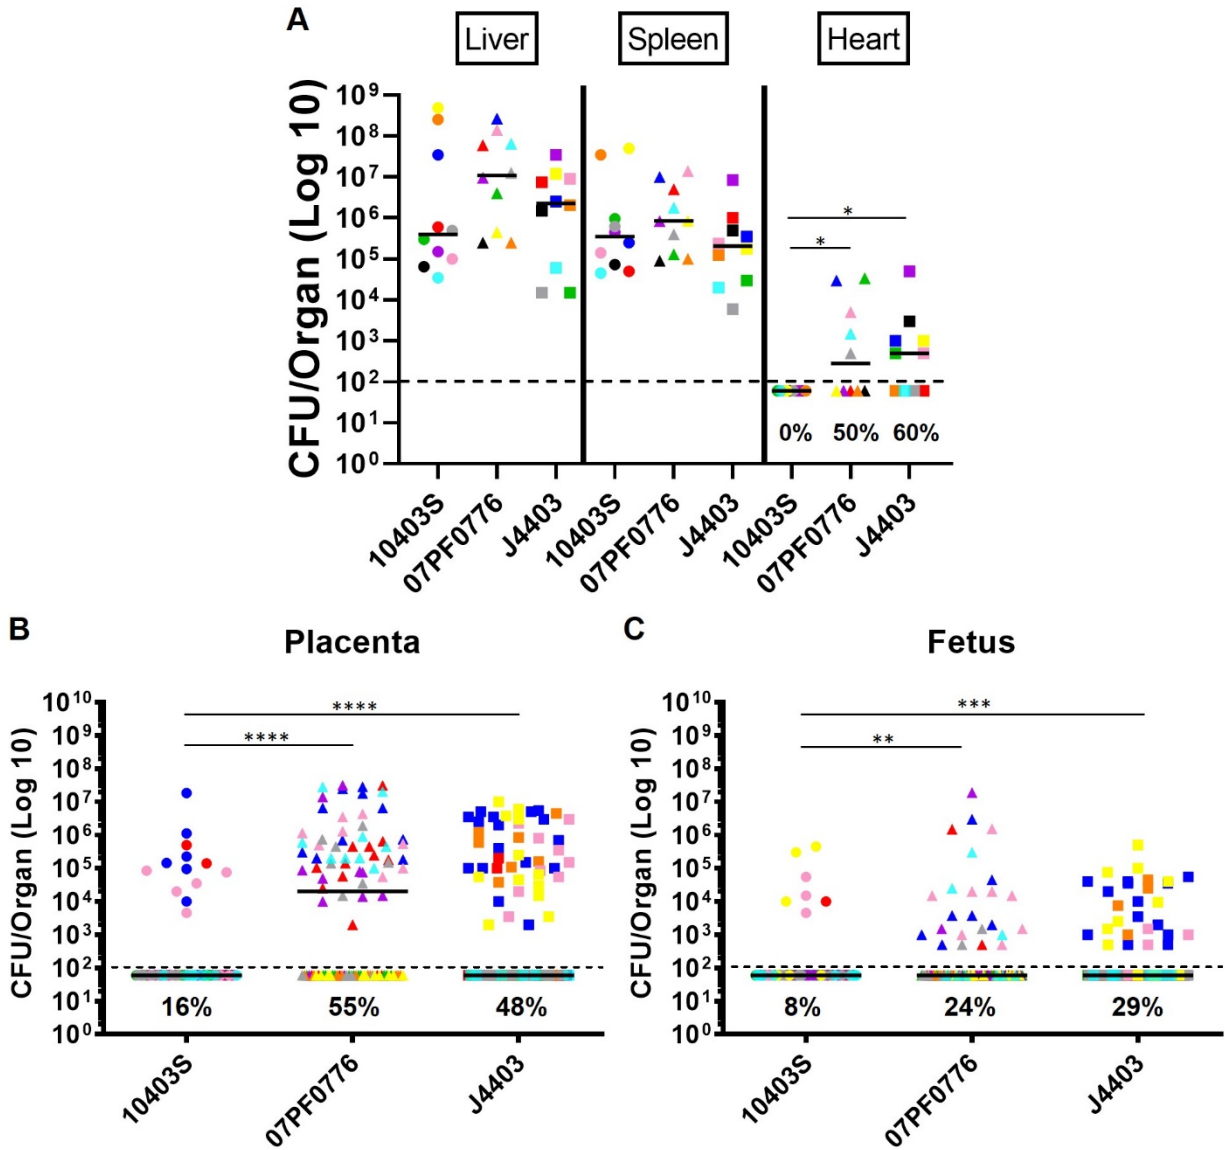 A
Liver Spleen Heart
CFU/Organ (Log 10)
10⁹
10⁸
10⁷
10⁶
10⁵
10⁴
10³
10²
10¹
10⁰
*
*
0% 50% 60%
10403S 07PF0776 J4403 10403S 07PF0776 J4403 10403S 07PF0776 J4403
B
Placenta
CFU/Organ (Log 10)
10¹⁰
10⁹
10⁸
10⁷
10⁶
10⁵
10⁴
10³
10²
10¹
10⁰
****
****
16% 55% 48%
10403S 07PF0776 J4403
C
Fetus
CFU/Organ (Log 10)
10¹⁰
10⁹
10⁸
10⁷
10⁶
10⁵
10⁴
10³
10²
10¹
10⁰
***
**
8% 24% 29%
10403S 07PF0776 J4403